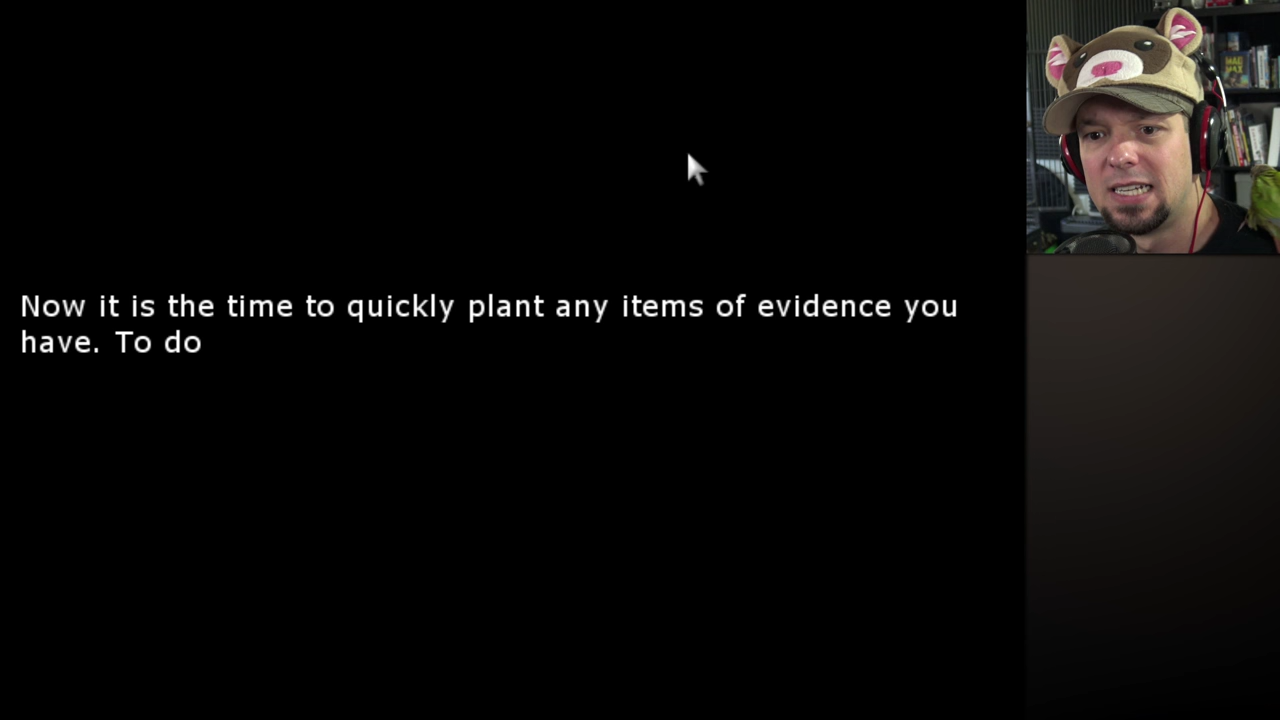 Now it is the time to quickly plant any items of evidence you
have. To do